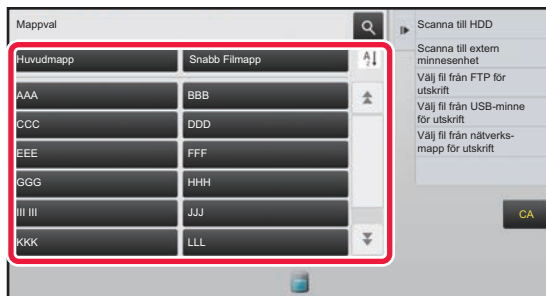 Mappval
Huvudmapp
Snabb Filmapp
A
Z
AAA
BBB
CCC
DDD
EEE
FFF
GGG
HHH
III III
JJJ
KKK
LLL
Scanna till HDD
Scanna till extern
minnesenhet
Välj fil från FTP för
utskrift
Välj fil från USB-minne
för utskrift
Välj fil från nätverks-
mapp för utskrift
CA